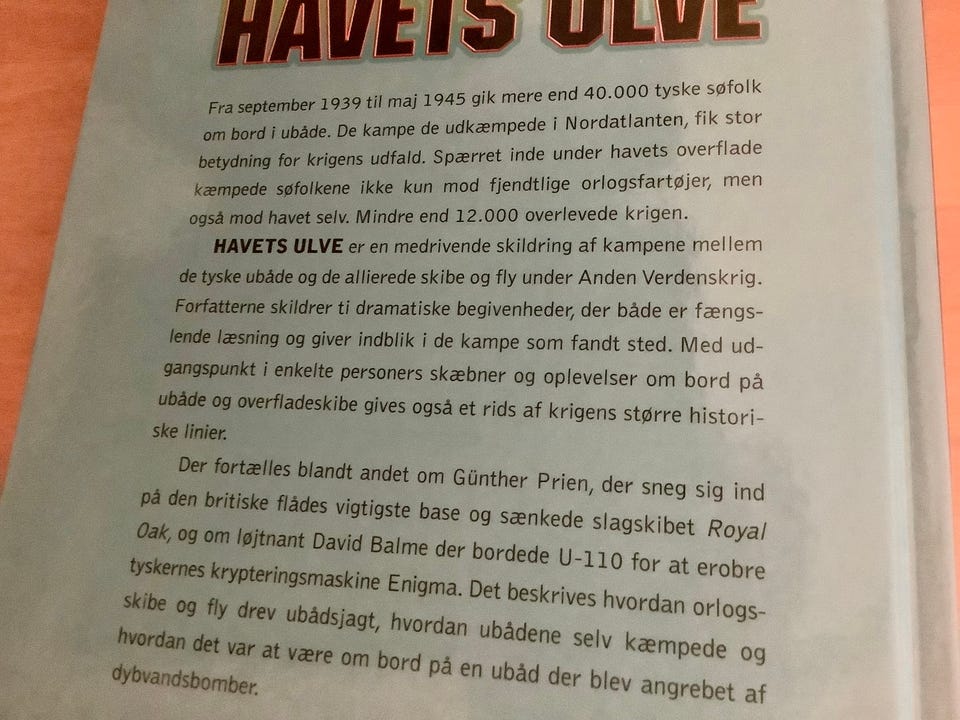 HAVETS ULVE
Fra september 1939 til maj 1945 gik mere end 40.000 tyske søfolk
om bord i ubåde. De kampe de udkæmpede i Nordatlanten, fik stor
betydning for krigens udfald. Spærret inde under havets overflade
kæmpede søfolkene ikke kun mod fjendtlige orlogsfartøjer, men
også mod havet selv. Mindre end 12.000 overlevede krigen.
HAVETS ULVE er en medrivende skildring af kampene mellem
de tyske ubåde og de allierede skibe og fly under Anden Verdenskrig.
Forfatterne skildrer ti dramatiske begivenheder, der både er fængs-
lende læsning og giver indblik i de kampe som fandt sted. Med ud-
gangspunkt i enkelte personers skæbner og oplevelser om bord på
ubåde og overfladeskibe gives også et rids af krigens større histori-
ske linier.
Der fortælles blandt andet om Günther Prien, der sneg sig ind
på den britiske flådes vigtigste base og sænkede slagskibet Royal
Oak, og om løjtnant David Balme der bordede U-110 for at erobre
tyskernes krypteringsmaskine Enigma. Det beskrives hvordan orlogs-
skibe og fly drev ubådsjagt, hvordan ubådene selv kæmpede og
hvordan det var at være om bord på en ubåd der blev angrebet af
dybvandsbomber.